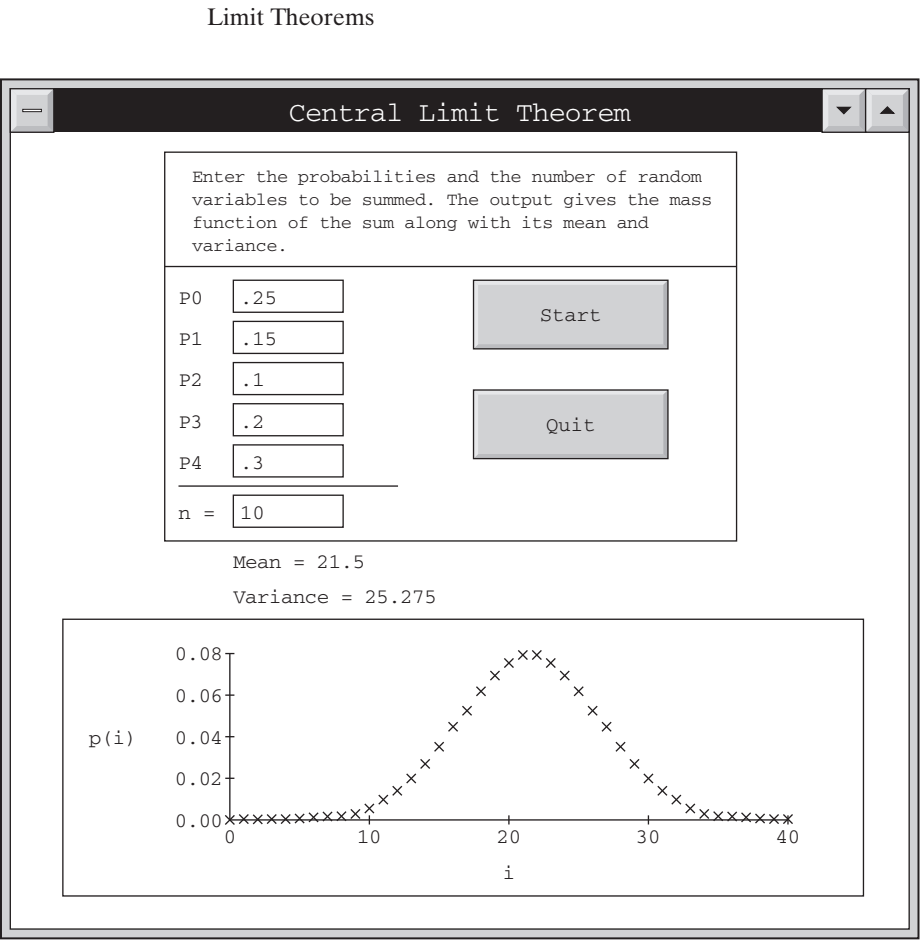 Limit Theorems
Central Limit Theorem
Enter the probabilities and the number of random
variables to be summed. The output gives the mass
function of the sum along with its mean and
variance.
P0 .25
Start
P1 .15
P2 .1
P3 .2
Quit
P4 .3
n = 10
Mean = 21.5
Variance = 25.275
0.08
0.06
p(i)
0.04
0.02
0.00
0 10 20 30 40
i